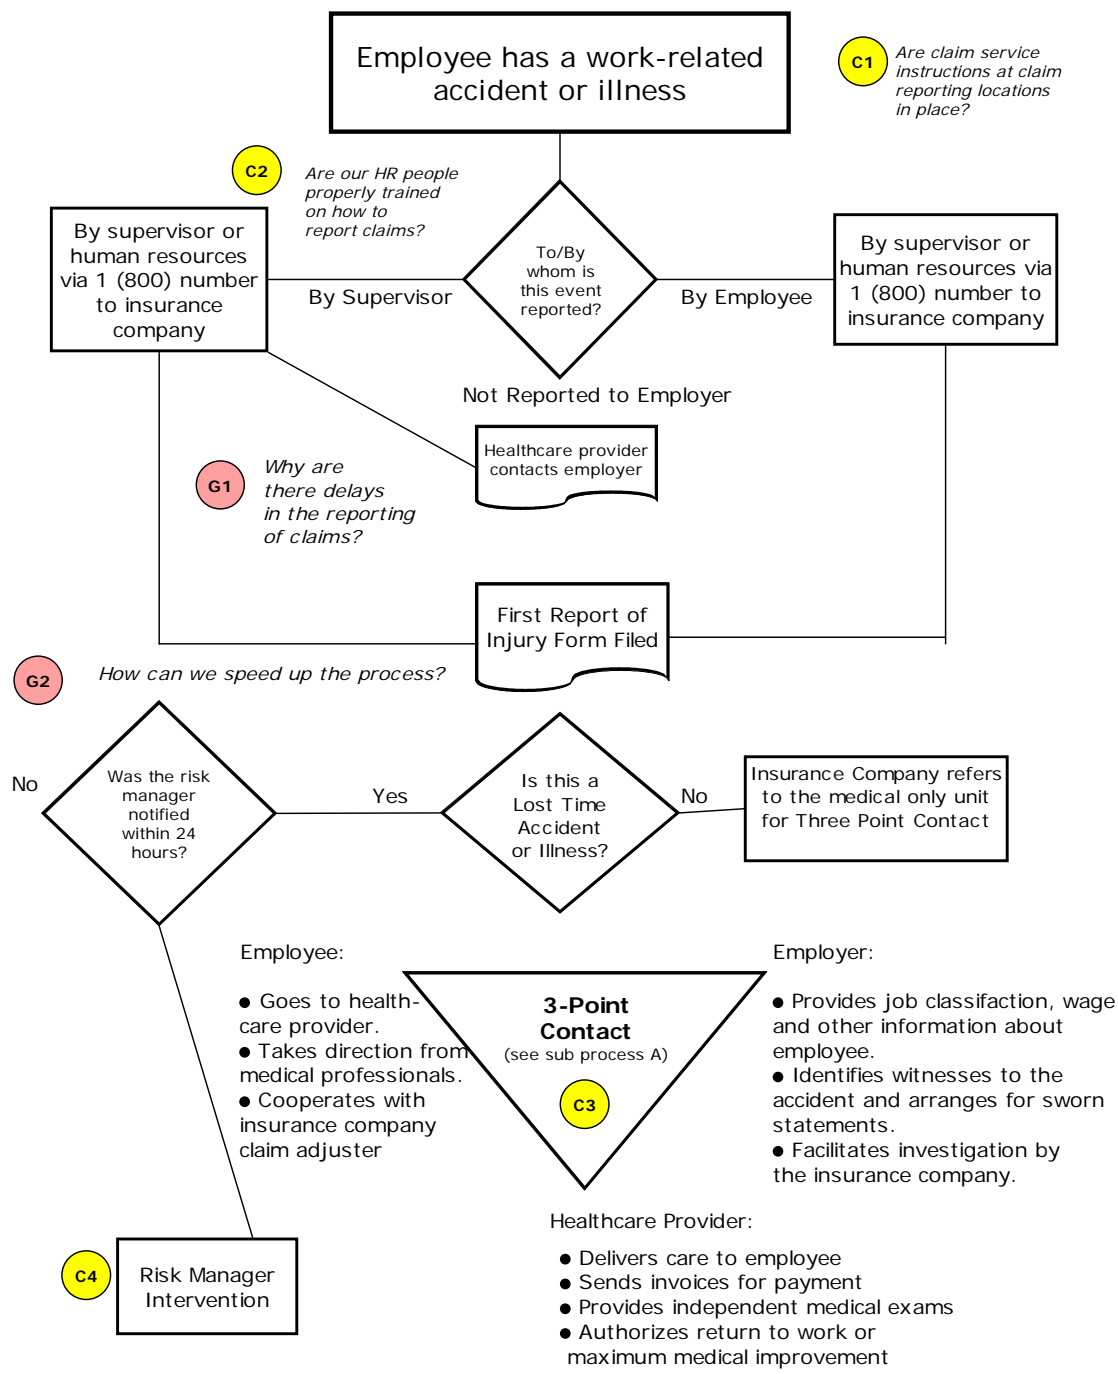 Employee has a work-related
accident or illness
C1
Are claim service
instructions at claim
reporting locations
in place?
C2
Are our HR people
properly trained
on how to
report claims?
By supervisor or
human resources
via 1 (800) number
to insurance
company
By Supervisor
To/By
whom is
this event
reported?
By Employee
By supervisor or
human resources via
1 (800) number to
insurance company
Not Reported to Employer
Healthcare provider
contacts employer
G1
Why are
there delays
in the reporting
of claims?
First Report of
Injury Form Filed
G2
How can we speed up the process?
No
Was the risk
manager
notified
within 24
hours?
Yes
Is this a
Lost Time
Accident
or Illness?
No
Insurance Company refers
to the medical only unit
for Three Point Contact
Employee:
● Goes to health-
care provider.
● Takes direction from
medical professionals.
● Cooperates with
insurance company
claim adjuster
3-Point
Contact
(see sub process A)
C3
Employer:
● Provides job classifaction, wage
and other information about
employee.
● Identifies witnesses to the
accident and arranges for sworn
statements.
● Facilitates investigation by
the insurance company.
Healthcare Provider:
● Delivers care to employee
● Sends invoices for payment
● Provides independent medical exams
● Authorizes return to work or
maximum medical improvement
C4
Risk Manager
Intervention